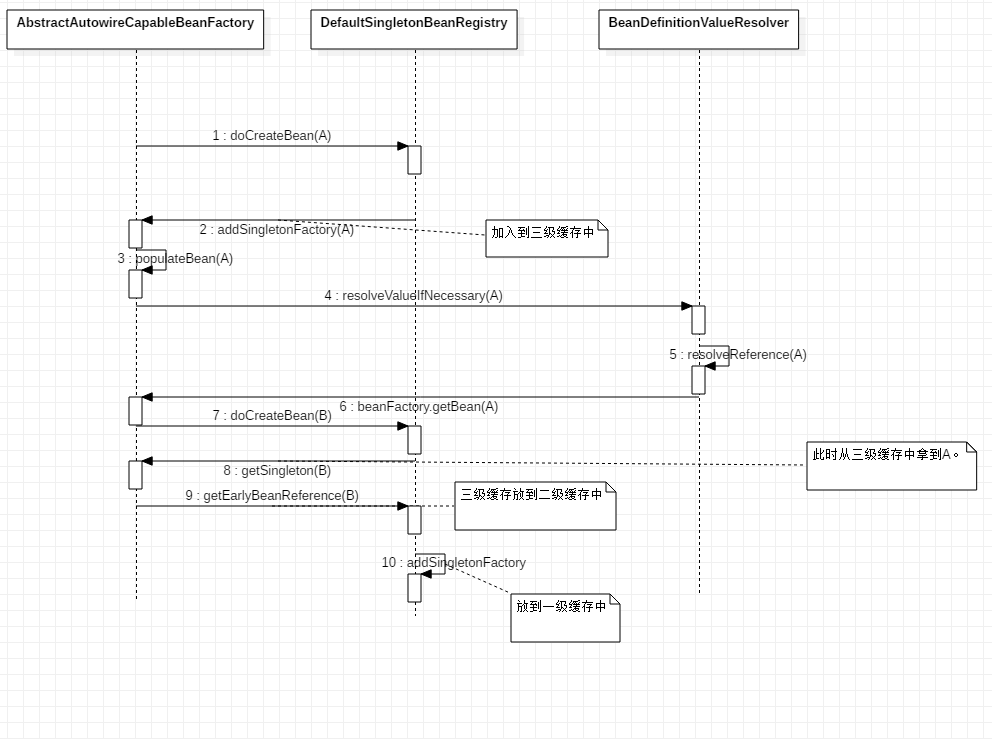 AbstractAutowireCapableBeanFactory
DefaultSingletonBeanRegistry
BeanDefinitionValueResolver
1 : doCreateBean(A)
2 : addSingletonFactory(A)
加入到三级缓存中
3 : populateBean(A)
4 : resolveValueIfNecessary(A)
5 : resolveReference(A)
6 : beanFactory.getBean(A)
7 : doCreateBean(B)
此时从三级缓存中拿到A。
8 : getSingleton(B)
9 : getEarlyBeanReference(B)
三级缓存放到二级缓存中
10 : addSingletonFactory
放到一级缓存中